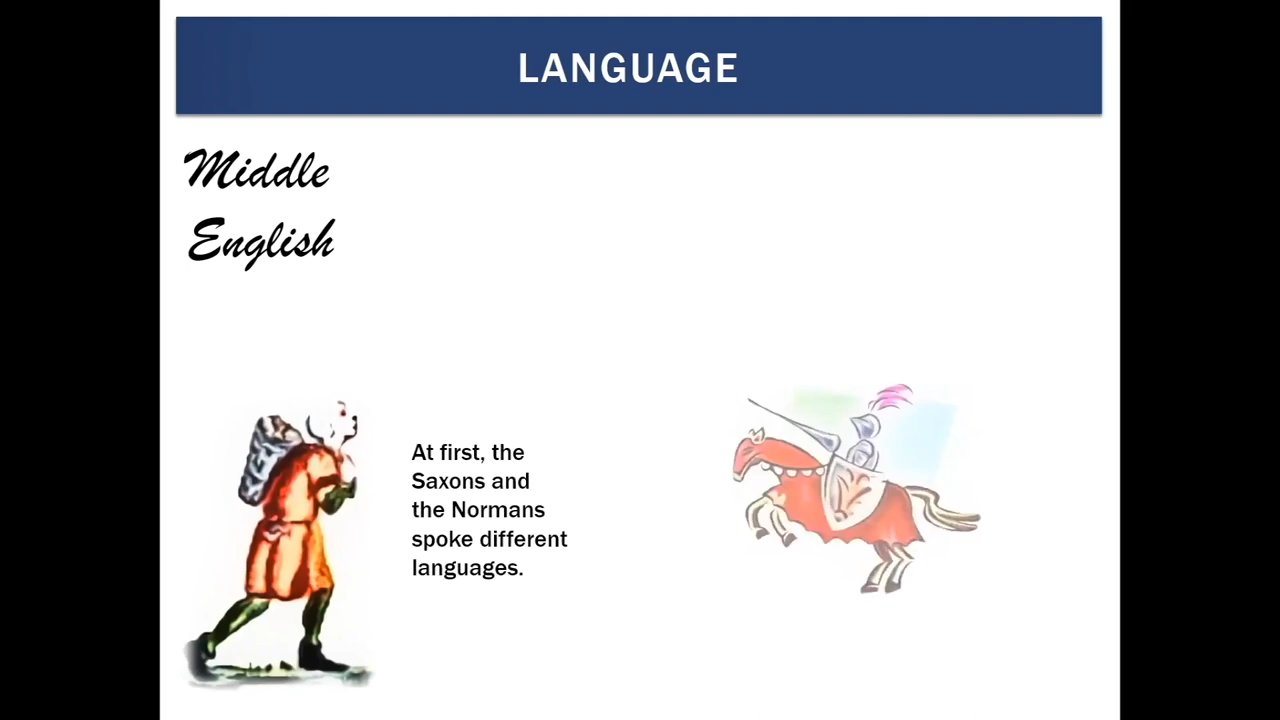 LANGUAGE
Middle
English
At first, the
Saxons and
the Normans
spoke different
languages.